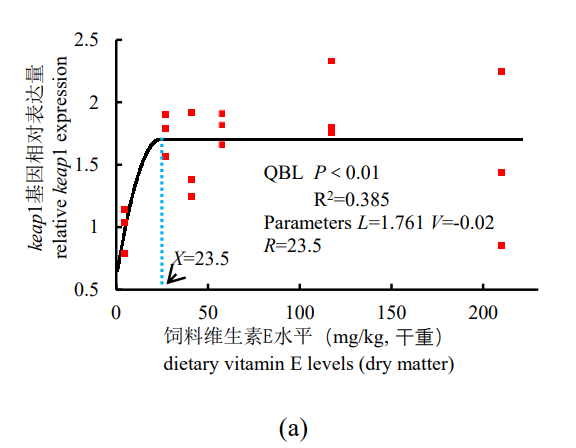 keap1基因相对表达量
relative keap1 expression
2.5
2
1.5
1
0.5
QBL P < 0.01
R²=0.385
Parameters L=1.761 V=-0.02
R=23.5
X=23.5
0 50 100 150 200
饲料维生素E水平（mg/kg, 干重）
dietary vitamin E levels (dry matter)
(a)